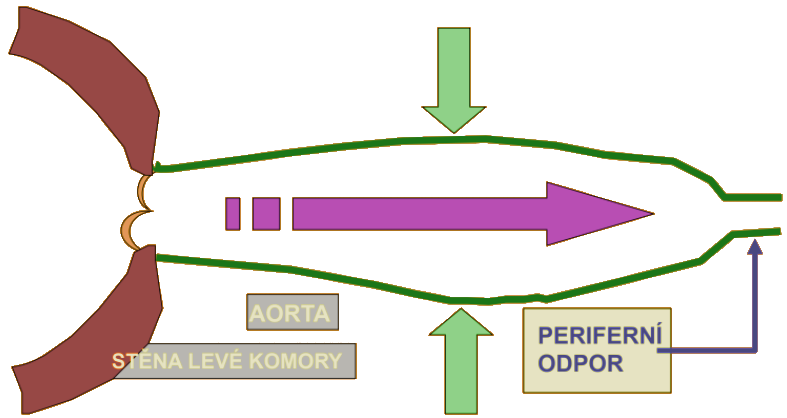 AORTA
STĚNA LEVÉ KOMORY
PERIFERNÍ
ODPOR